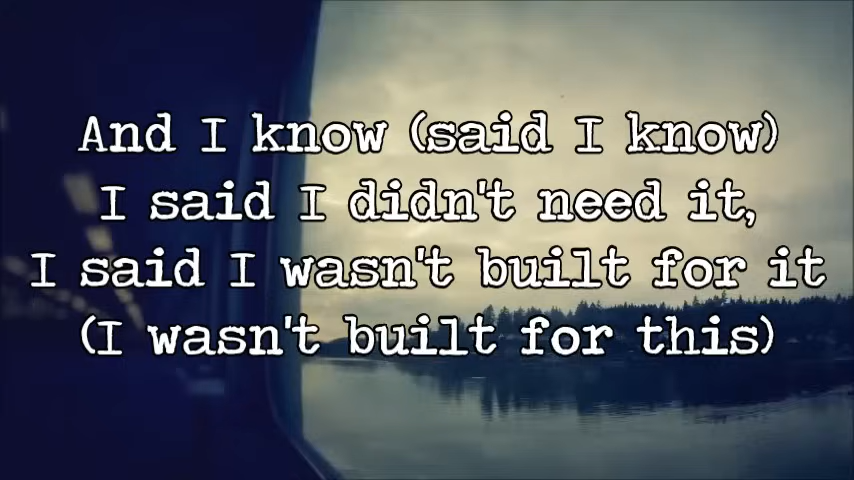 And I know (said I know)
I said I didn't need it,
I said I wasn't built for it
(I wasn't built for this)